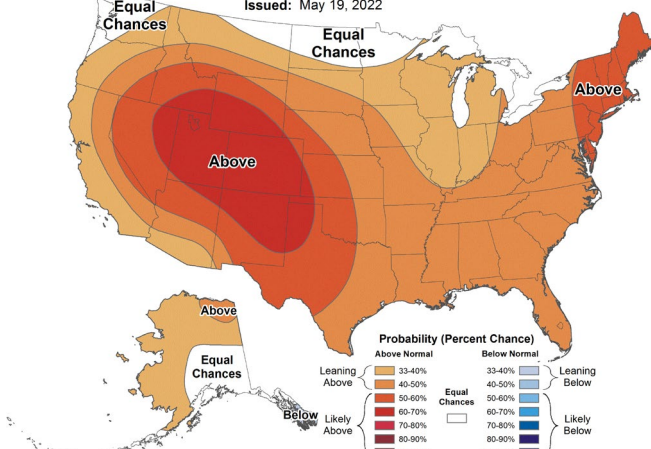 Issued: May 19, 2022
Equal
Chances
Equal
Chances
Above
Above
Above
Equal
Chances
Below
Probability (Percent Chance)
Above Normal
Below Normal
Leaning
Above
33-40%
40-50%
50-60%
60-70%
70-80%
80-90%
Likely
Above
Equal
Chances
33-40%
40-50%
50-60%
60-70%
70-80%
80-90%
Leaning
Below
Likely
Below